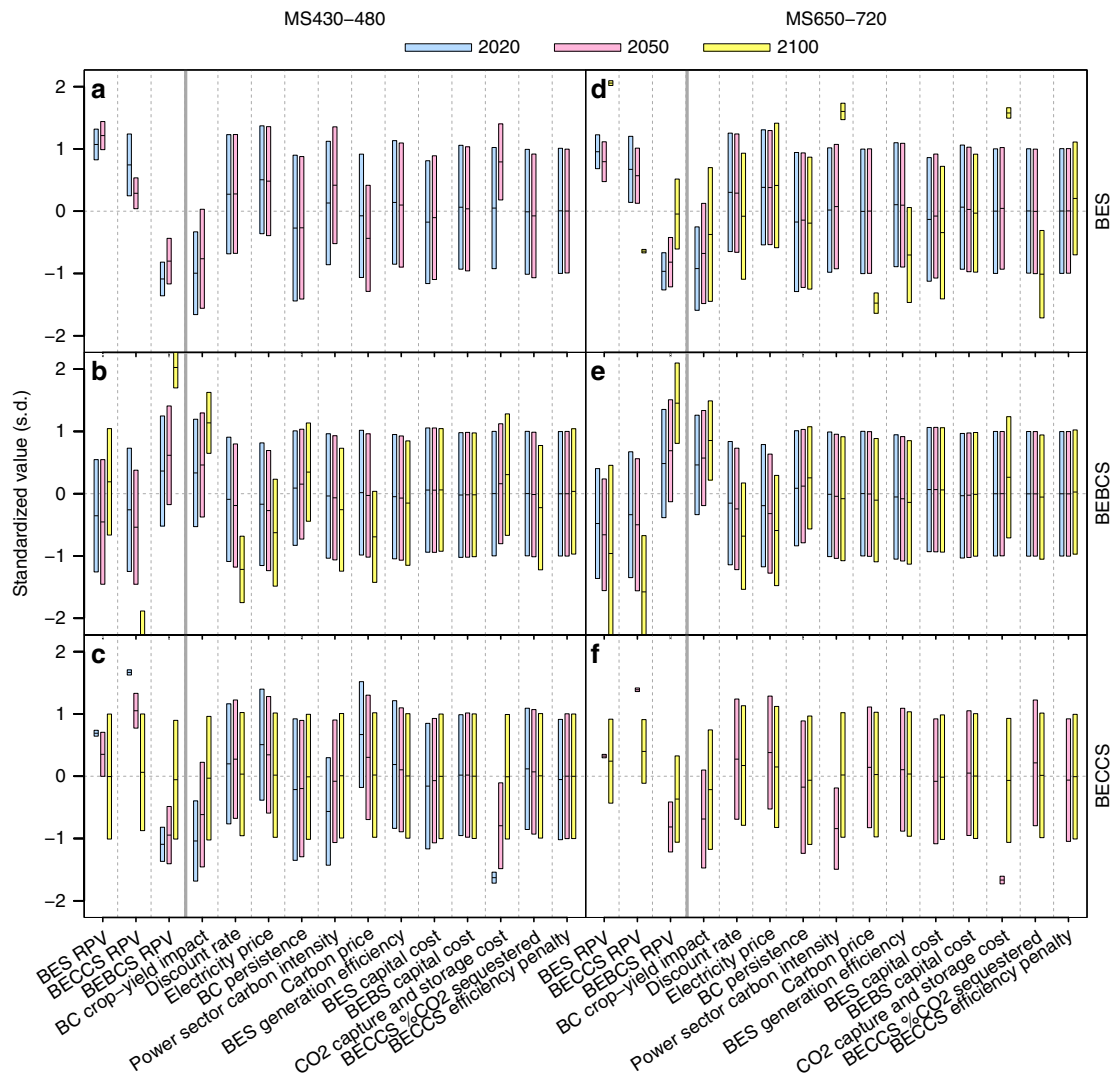 MS430–480 MS650–720
2020 2050 2100
a d
2
1
0
−1
−2
BES
b e
2
1
0
−1
−2
BEBCS
Standardized value (s.d.)
c f
2
1
0
−1
−2
BECCS
BES RPV
BECCS RPV
BEBCS RPV
BC crop–yield impact
Discount rate
Electricity price
BC persistence
Power sector carbon intensity
Carbon price
BES generation efficiency
BES capital cost
BEBS capital cost
CO2 capture and storage cost
BECCS %CO2 sequestered
BECCS efficiency penalty
BES RPV
BECCS RPV
BEBCS RPV
BC crop–yield impact
Discount rate
Electricity price
BC persistence
Power sector carbon intensity
Carbon price
BES generation efficiency
BES capital cost
BEBS capital cost
CO2 capture and storage cost
BECCS %CO2 sequestered
BECCS efficiency penalty